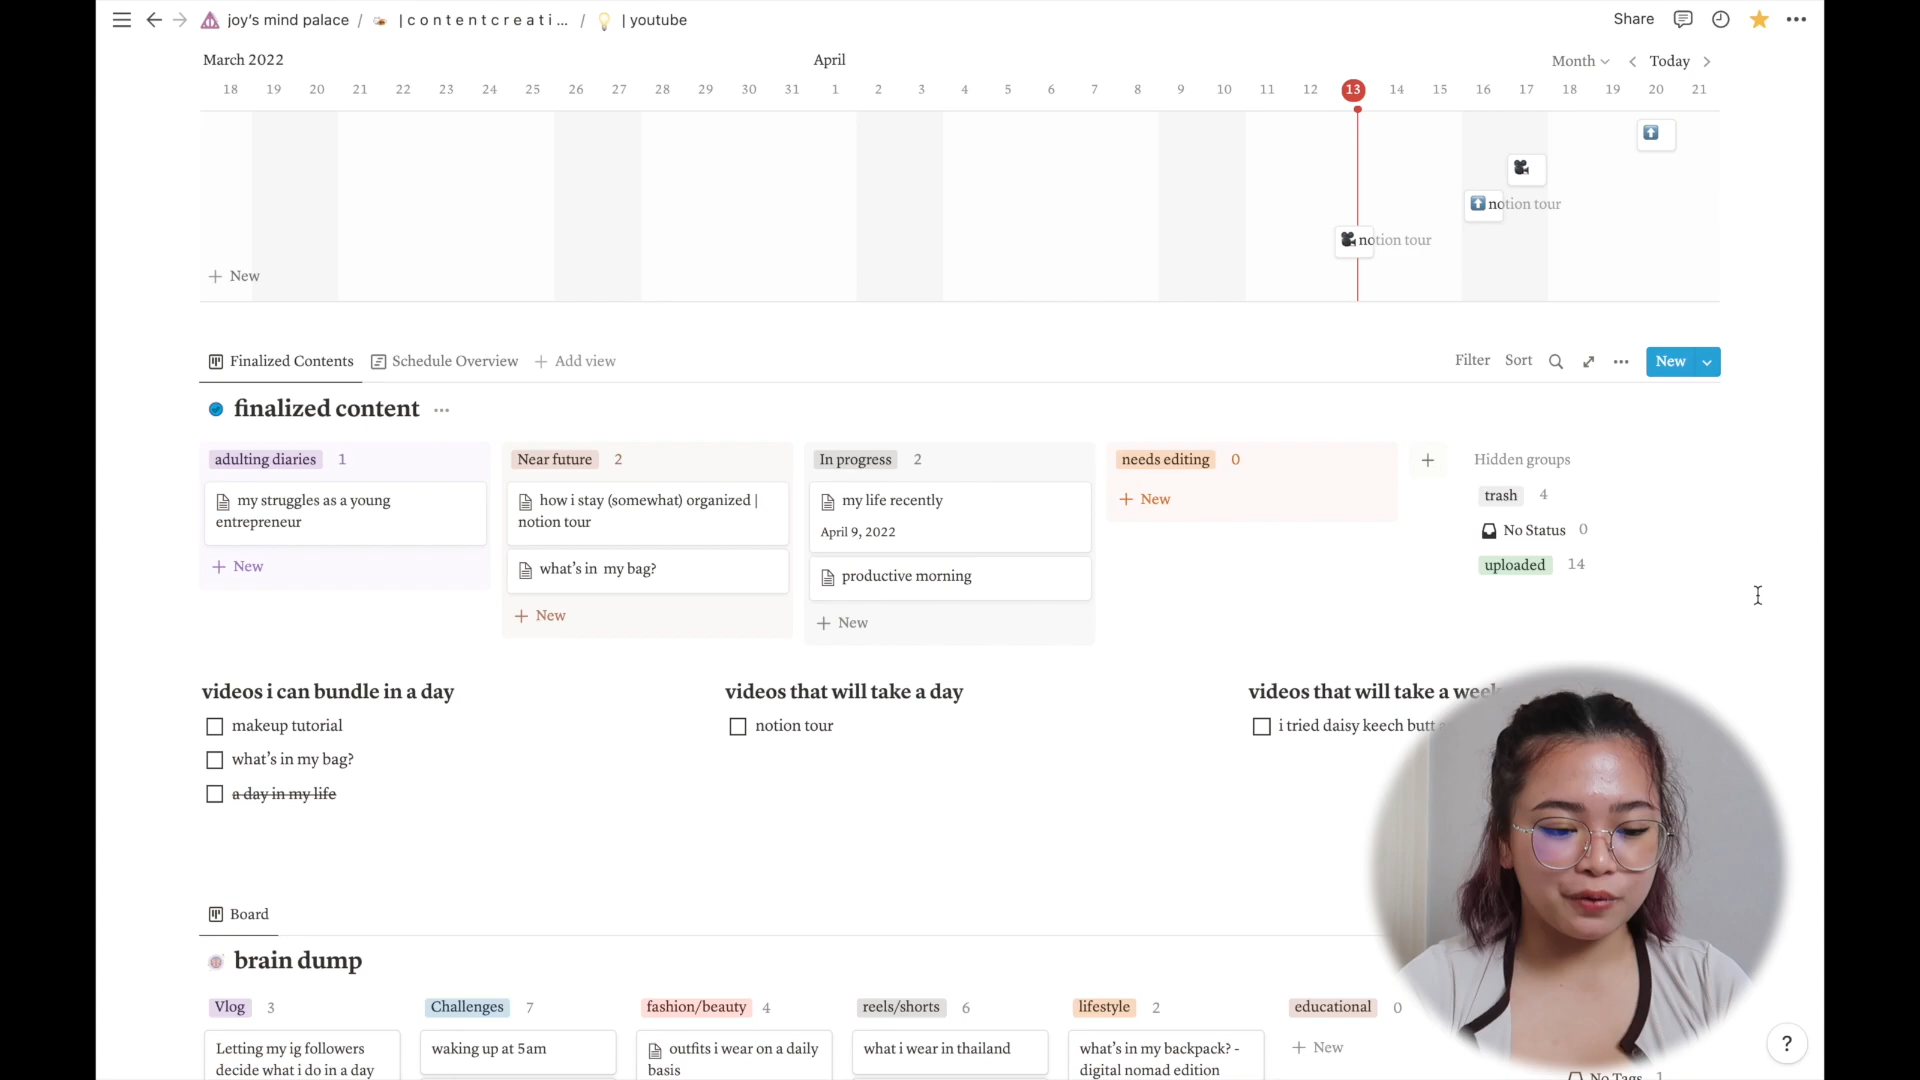 joy's mind palace / | c o n t e n t c r e a t i ... / | youtube
Share
March 2022
April
Month
Today
18 19 20 21 22 23 24 25 26 27 28 29 30 31 1 2 3 4 5 6 7 8 9 10 11 12 13 14 15 16 17 18 19 20 21
notion tour
notion tour
+ New
Finalized Contents
Schedule Overview
+ Add view
Filter
Sort
New
finalized content ...
adulting diaries 1
my struggles as a young
entrepreneur
+ New
Near future 2
how i stay (somewhat) organized |
notion tour
what's in my bag?
+ New
In progress 2
my life recently
April 9, 2022
productive morning
+ New
needs editing 0
+ New
+
Hidden groups
trash 4
No Status 0
uploaded 14
videos i can bundle in a day
makeup tutorial
what's in my bag?
a day in my life
videos that will take a day
notion tour
videos that will take a week
i tried daisy keech butt
Board
brain dump
Vlog 3
Letting my ig followers
decide what i do in a day
Challenges 7
waking up at 5am
fashion/beauty 4
outfits i wear on a daily
basis
reels/shorts 6
what i wear in thailand
lifestyle 2
what's in my backpack? -
digital nomad edition
educational 0
+ New
No Tags 1
?